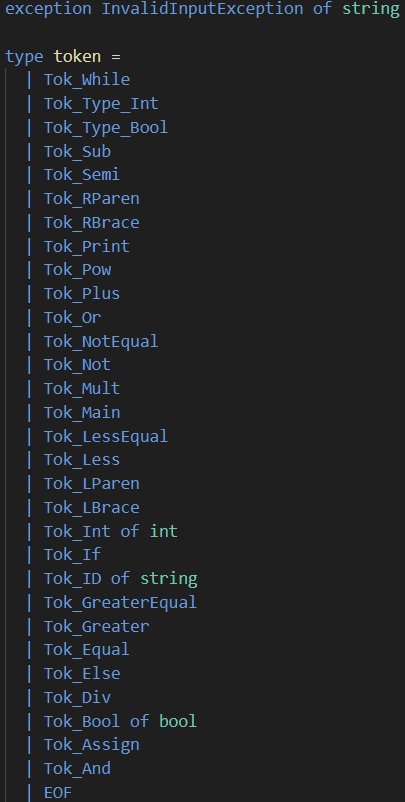 exception InvalidInputException of string
type token =
| Tok_While
| Tok_Type_Int
| Tok_Type_Bool
| Tok_Sub
| Tok_Semi
| Tok_RParen
| Tok_RBrace
| Tok_Print
| Tok_Pow
| Tok_Plus
| Tok_Or
| Tok_NotEqual
| Tok_Not
| Tok_Mult
| Tok_Main
| Tok_LessEqual
| Tok_Less
| Tok_LParen
| Tok_LBrace
| Tok_Int of int
| Tok_If
| Tok_ID of string
| Tok_GreaterEqual
| Tok_Greater
| Tok_Equal
| Tok_Else
| Tok_Div
| Tok_Bool of bool
| Tok_Assign
| Tok_And
| EOF